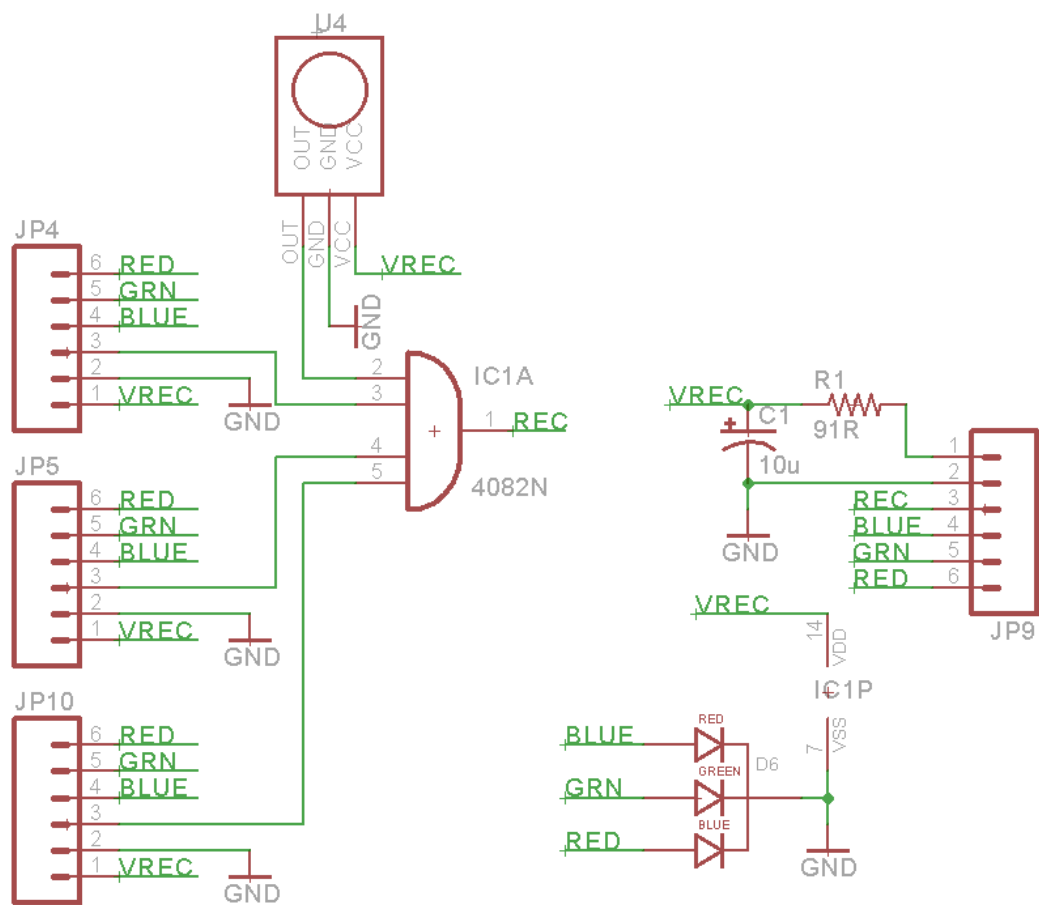 U4
OUT
GND
VCC
OUT
GND
VCC
VREC
GND
JP4
6 RED
5 GRN
4 BLUE
3
2
1 VREC
GND
2
3
4
5
IC1A
1 REC
4082N
JP5
6 RED
5 GRN
4 BLUE
3
2
1 VREC
GND
JP10
6 RED
5 GRN
4 BLUE
3
2
1 VREC
GND
VREC
+
C1
10u
R1
91R
GND
1
2
REC 3
BLUE 4
GRN 5
RED 6
JP9
VREC
14
VDD
IC1P
7
VSS
GND
BLUE
RED
GRN
GREEN
D6
RED
BLUE